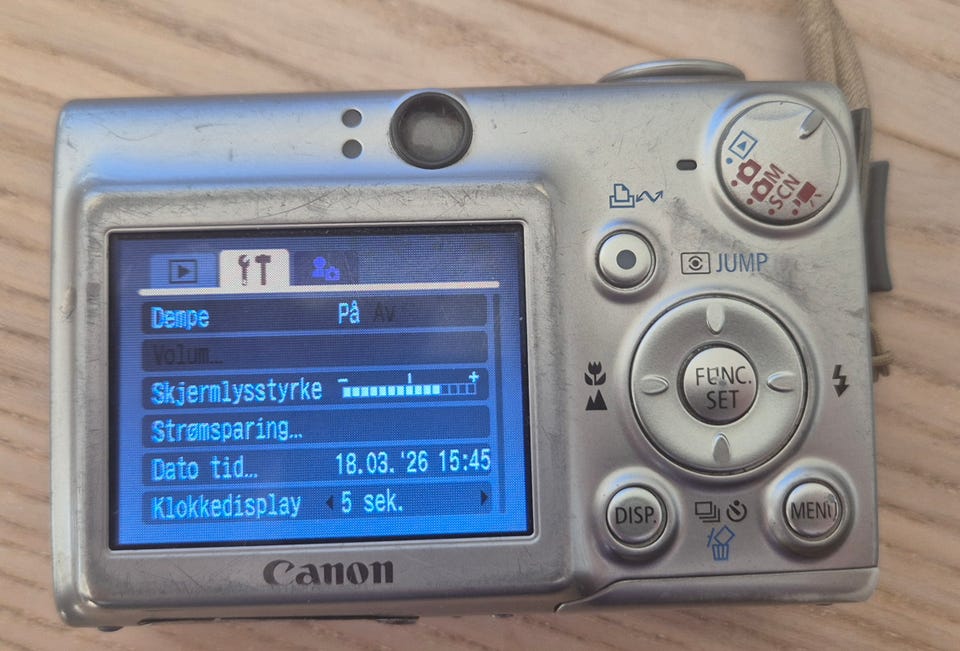 Dempe På Av
Volum...
Skjermlysstyrke
Strømsparing...
Dato tid... 18.03.'26 15:45
Klokkedisplay 5 sek.
Canon
M
SCN
JUMP
FUNC.
SET
DISP.
MENU